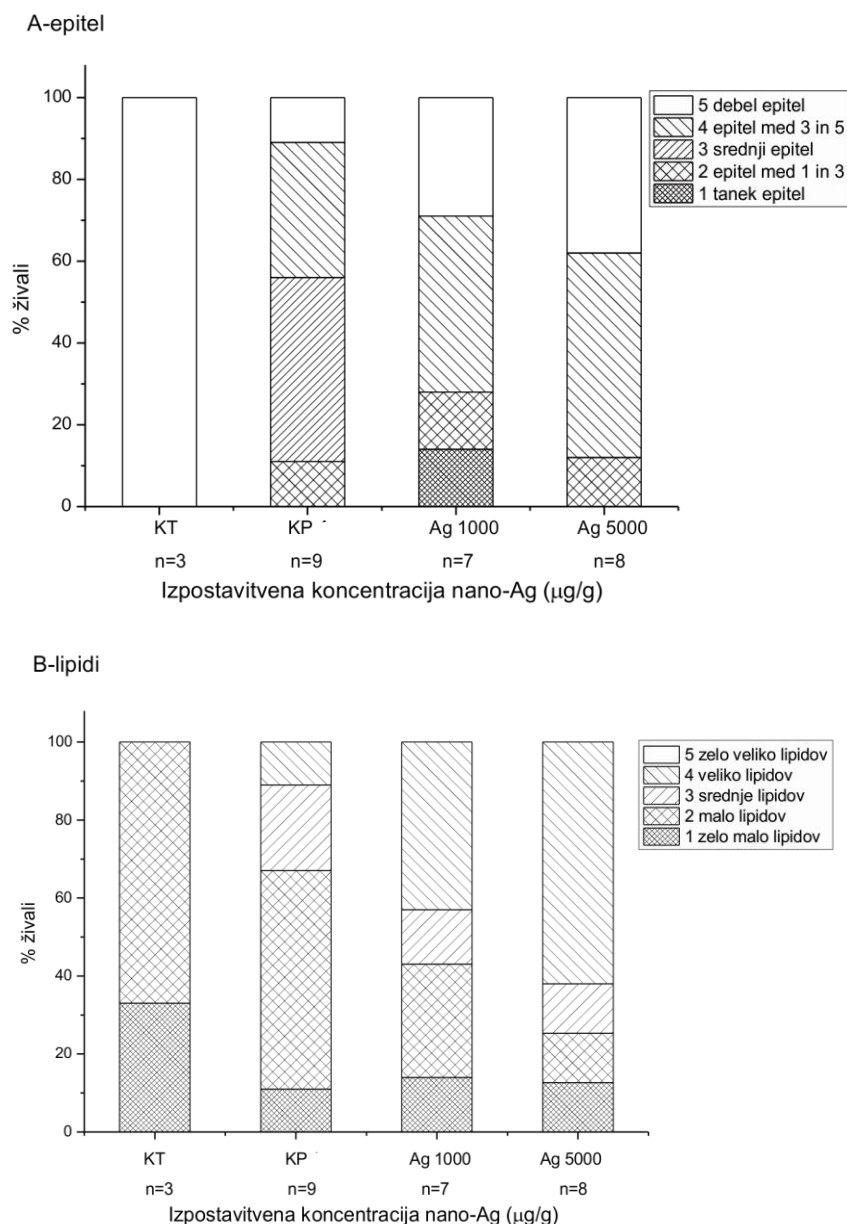 A-epitel
100
80
60
40
20
0
% živali
5 debel epitel
4 epitel med 3 in 5
3 srednji epitel
2 epitel med 1 in 3
1 tanek epitel
KT KP ´ Ag 1000 Ag 5000
n=3 n=9 n=7 n=8
Izpostavitvena koncentracija nano-Ag (µg/g)
B-lipidi
100
80
60
40
20
0
% živali
5 zelo veliko lipidov
4 veliko lipidov
3 srednje lipidov
2 malo lipidov
1 zelo malo lipidov
KT KP ´ Ag 1000 Ag 5000
n=3 n=9 n=7 n=8
Izpostavitvena koncentracija nano-Ag (µg/g)